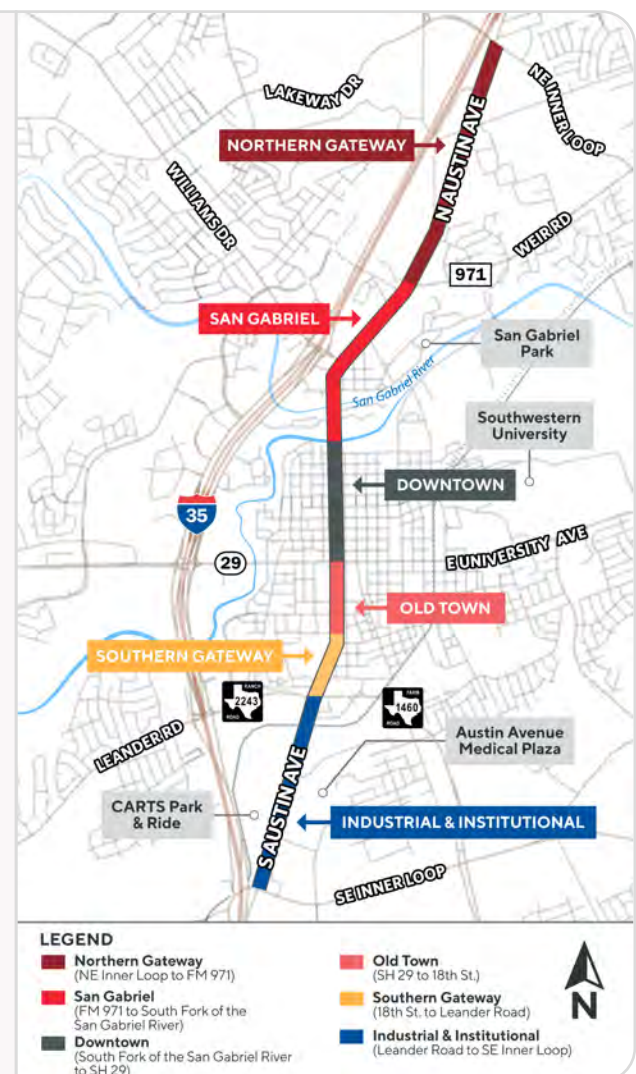 LAKEWAY DR
NE INNER LOOP
NORTHERN GATEWAY
N AUSTIN AVE
WILLIAMS DR
WEIR RD
971
SAN GABRIEL
San Gabriel
Park
San Gabriel River
Southwestern
University
DOWNTOWN
35
29
E UNIVERSITY AVE
OLD TOWN
SOUTHERN GATEWAY
RANCH
2243
ROAD
FARM
1460
ROAD
LEANDER RD
Austin Avenue
Medical Plaza
CARTS Park
& Ride
S AUSTIN AVE
INDUSTRIAL & INSTITUTIONAL
SE INNER LOOP
LEGEND
Northern Gateway
(NE Inner Loop to FM 971)
San Gabriel
(FM 971 to South Fork of the
San Gabriel River)
Downtown
(South Fork of the San Gabriel River
to SH 29)
Old Town
(SH 29 to 18th St.)
Southern Gateway
(18th St. to Leander Road)
Industrial & Institutional
(Leander Road to SE Inner Loop)
N